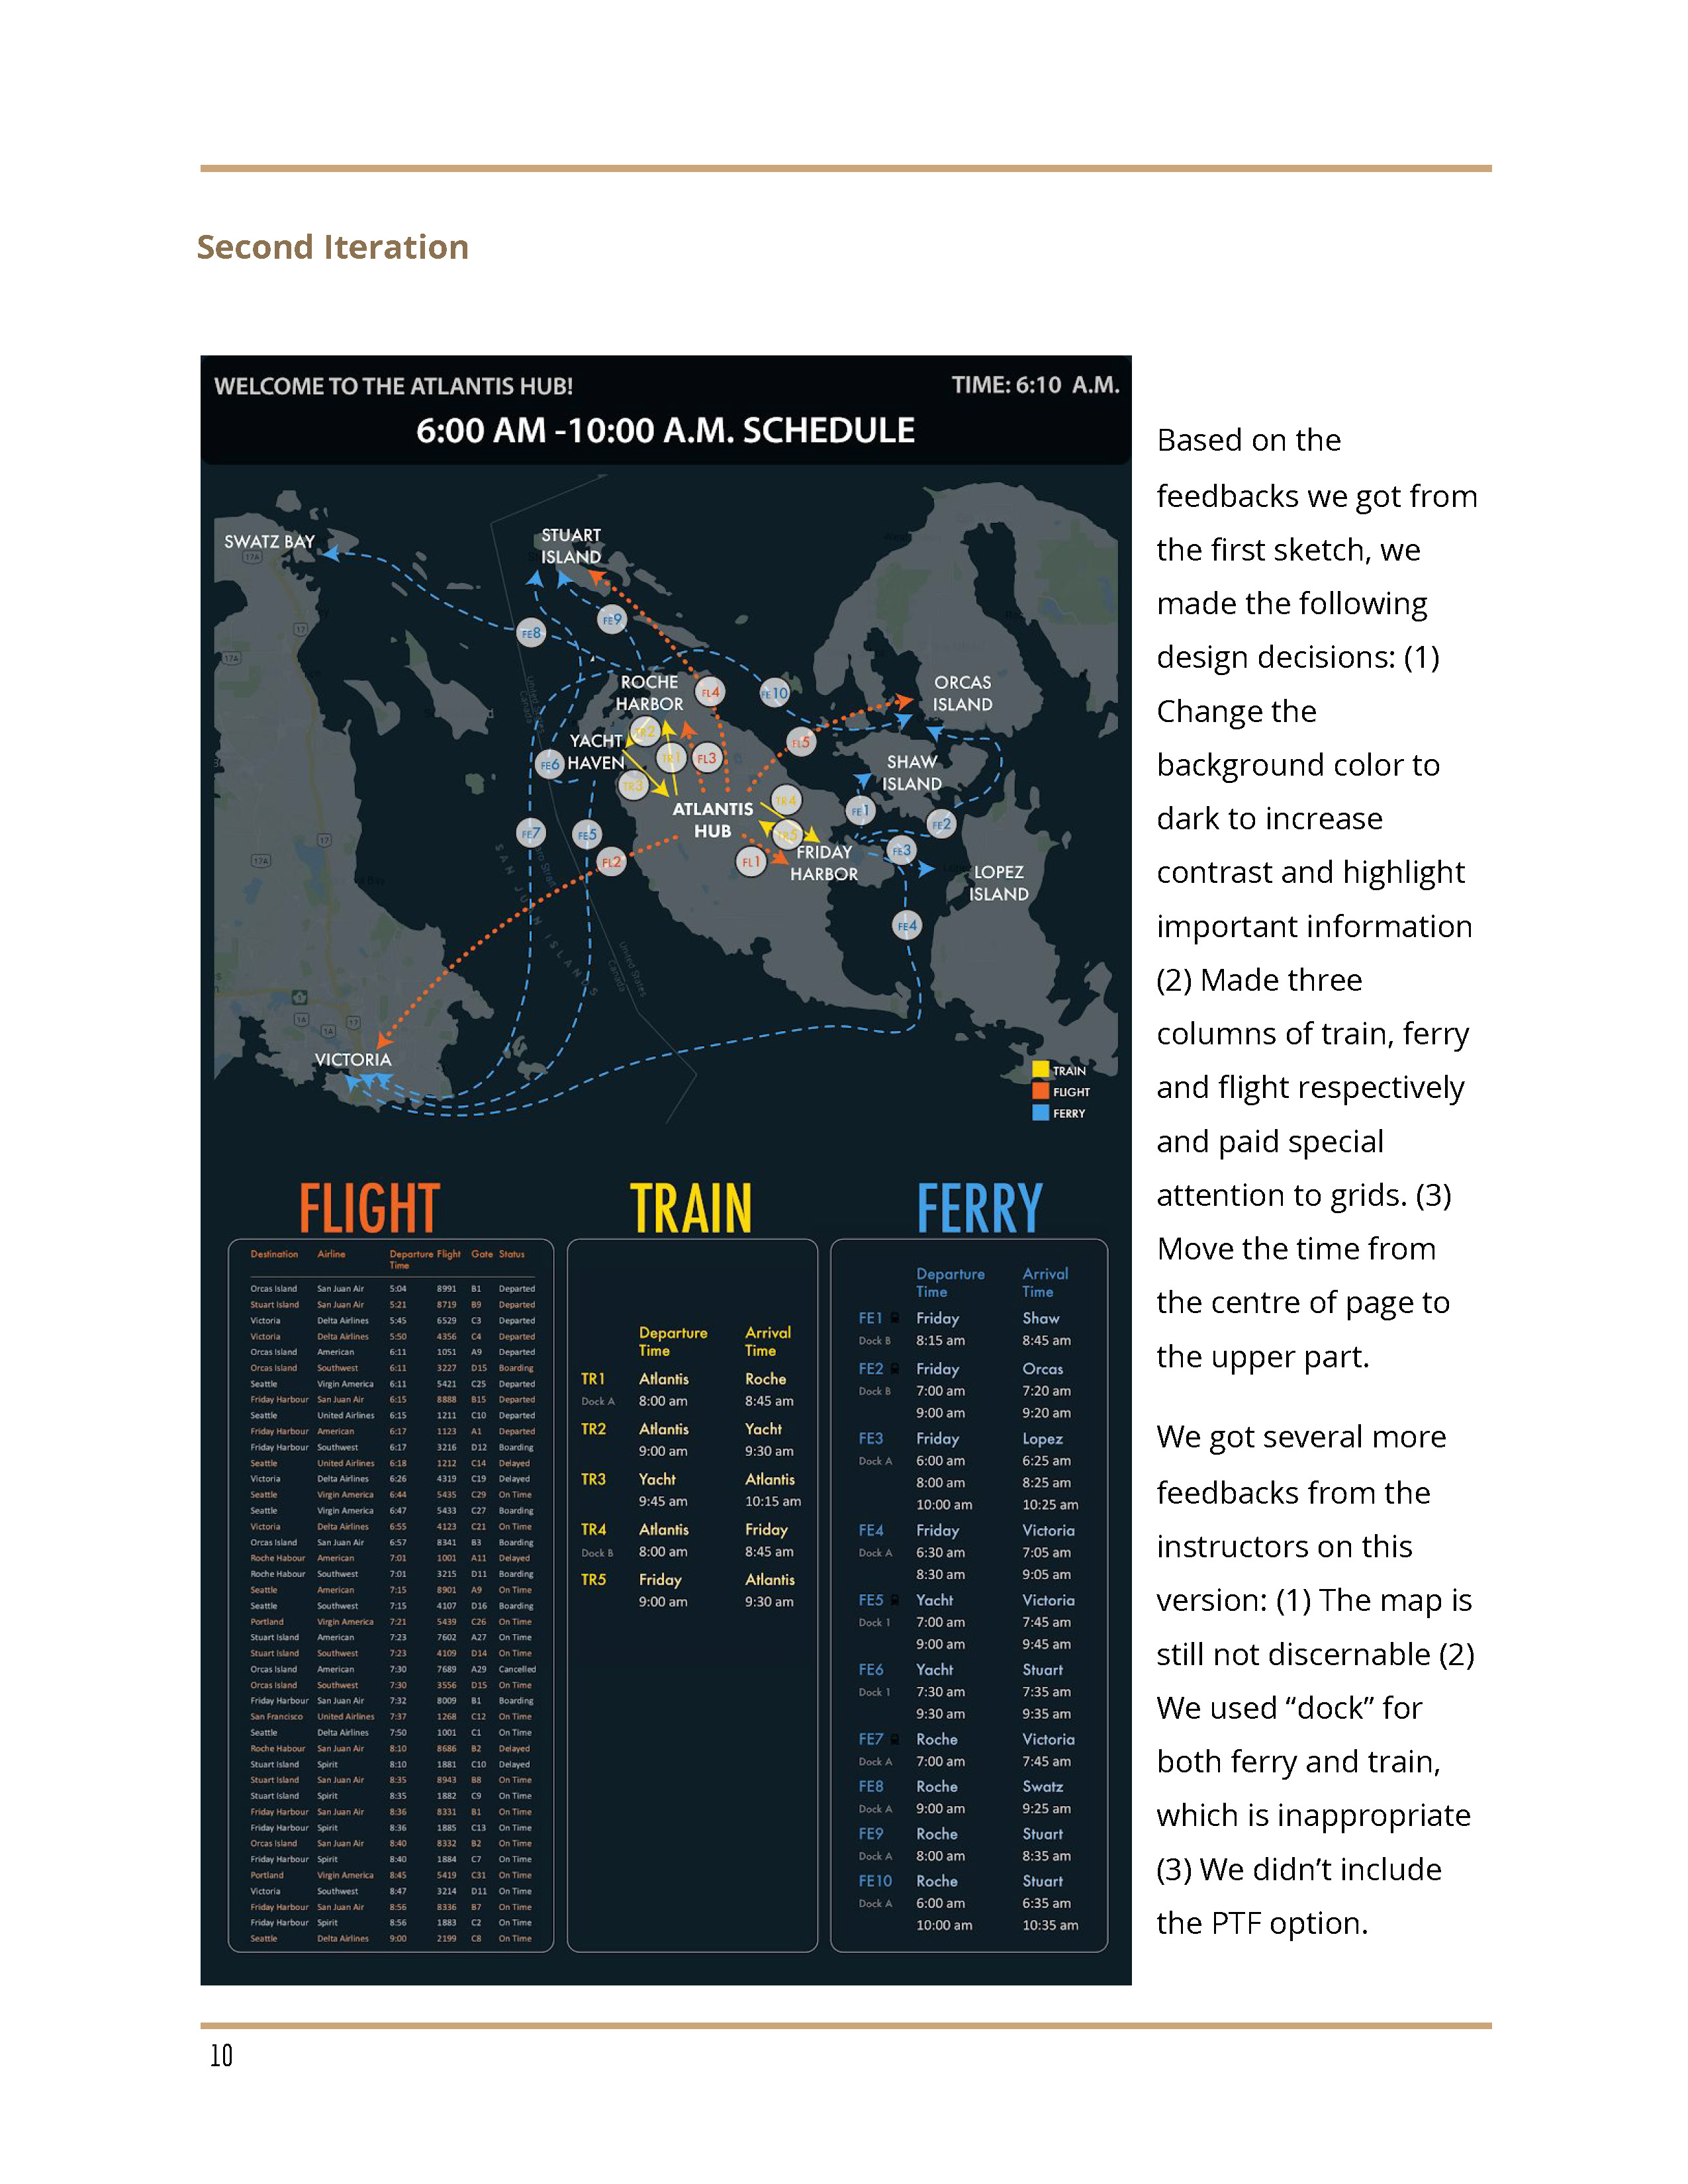 Second Iteration
WELCOME TO THE ATLANTIS HUB!
TIME: 6:10 A.M.
6:00 AM -10:00 A.M. SCHEDULE
SWATZ BAY
STUART
ISLAND
17A
17
17A
FE8
FE9
ROCHE
HARBOR
FL4
FE10
ORCAS
ISLAND
TR2
YACHT
HAVEN
FE6
TR1
FL3
FL5
SHAW
ISLAND
TR3
ATLANTIS
HUB
TR4
FE1
FE2
FE7
FE5
TR5
FE3
FL2
FL1
FRIDAY
HARBOR
LOPEZ
ISLAND
17
17A
FE4
SAN JUAN ISLANDS
United States
Canada
1
1A
1A
17
VICTORIA
TRAIN
FLIGHT
FERRY
FLIGHT
Destination Airline Departure Time Flight Gate Status
Orcas Island San Juan Air 5:04 8991 B1 Departed
Stuart Island San Juan Air 5:21 8719 B9 Departed
Victoria Delta Airlines 5:45 6529 C3 Departed
Victoria Delta Airlines 5:50 4356 C4 Departed
Orcas Island American 6:11 1051 A9 Departed
Orcas Island Southwest 6:11 3227 D15 Boarding
Seattle Virgin America 6:11 5421 C25 Departed
Friday Harbour San Juan Air 6:15 8888 B15 Departed
Seattle United Airlines 6:15 1211 C10 Departed
Friday Harbour American 6:17 1123 A1 Departed
Friday Harbour Southwest 6:17 3216 D12 Boarding
Seattle United Airlines 6:18 1212 C14 Delayed
Victoria Delta Airlines 6:26 4319 C19 Delayed
Seattle Virgin America 6:44 5435 C29 On Time
Seattle Virgin America 6:47 5433 C27 Boarding
Victoria Delta Airlines 6:55 4123 C21 On Time
Orcas Island San Juan Air 6:57 8341 B3 Boarding
Roche Habour American 7:01 1001 A11 Delayed
Roche Habour Southwest 7:01 3215 D11 Boarding
Seattle American 7:15 8901 A9 On Time
Seattle Southwest 7:15 4107 D16 Boarding
Portland Virgin America 7:21 5439 C26 On Time
Stuart Island American 7:23 7602 A27 On Time
Stuart Island Southwest 7:23 4109 D14 On Time
Orcas Island American 7:30 7689 A29 Cancelled
Orcas Island Southwest 7:30 3556 D15 On Time
Friday Harbour San Juan Air 7:32 8009 B1 Boarding
San Francisco United Airlines 7:37 1268 C12 On Time
Seattle Delta Airlines 7:50 1001 C1 On Time
Roche Habour San Juan Air 8:10 8686 B2 Delayed
Stuart Island Spirit 8:10 1881 C10 Delayed
Stuart Island San Juan Air 8:35 8943 B8 On Time
Stuart Island Spirit 8:35 1882 C9 On Time
Friday Harbour San Juan Air 8:36 8331 B1 On Time
Friday Harbour Spirit 8:36 1885 C13 On Time
Orcas Island San Juan Air 8:40 8332 B2 On Time
Friday Harbour Spirit 8:40 1884 C7 On Time
Portland Virgin America 8:45 5419 C31 On Time
Victoria Southwest 8:47 3214 D11 On Time
Friday Harbour San Juan Air 8:56 8336 B7 On Time
Friday Harbour Spirit 8:56 1883 C2 On Time
Seattle Delta Airlines 9:00 2199 C8 On Time
TRAIN
Departure Arrival
Time Time
TR1 Atlantis Roche
Dock A 8:00 am 8:45 am
TR2 Atlantis Yacht
9:00 am 9:30 am
TR3 Yacht Atlantis
9:45 am 10:15 am
TR4 Atlantis Friday
Dock B 8:00 am 8:45 am
TR5 Friday Atlantis
9:00 am 9:30 am
FERRY
Departure Arrival
Time Time
FE1 Friday Shaw
Dock B 8:15 am 8:45 am
FE2 Friday Orcas
Dock B 7:00 am 7:20 am
9:00 am 9:20 am
FE3 Friday Lopez
Dock A 6:00 am 6:25 am
8:00 am 8:25 am
10:00 am 10:25 am
FE4 Friday Victoria
Dock A 6:30 am 7:05 am
8:30 am 9:05 am
FE5 Yacht Victoria
Dock 1 7:00 am 7:45 am
9:00 am 9:45 am
FE6 Yacht Stuart
Dock 1 7:30 am 7:35 am
9:30 am 9:35 am
FE7 Roche Victoria
Dock A 7:00 am 7:45 am
FE8 Roche Swatz
Dock A 9:00 am 9:25 am
FE9 Roche Stuart
Dock A 8:00 am 8:35 am
FE10 Roche Stuart
Dock A 6:00 am 6:35 am
10:00 am 10:35 am
Based on the
feedbacks we got from
the first sketch, we
made the following
design decisions: (1)
Change the
background color to
dark to increase
contrast and highlight
important information
(2) Made three
columns of train, ferry
and flight respectively
and paid special
attention to grids. (3)
Move the time from
the centre of page to
the upper part.
We got several more
feedbacks from the
instructors on this
version: (1) The map is
still not discernable (2)
We used “dock” for
both ferry and train,
which is inappropriate
(3) We didn’t include
the PTF option.
10